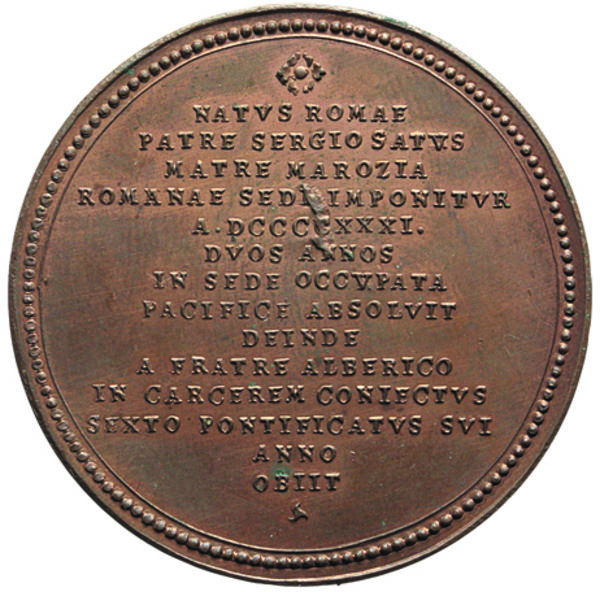 NATVS ROMAE
PATRE SERGIO SATVS
MATRE MAROZIA
ROMANAE SEDI IMPONITVR
A. DCCCCXXXI.
DVOS ANNOS
IN SEDE OCCVPATA
PACIFICE ABSOLVIT
DEINDE
A FRATRE ALBERICO
IN CARCEREM CONIECTVS
SEXTO PONTIFICATVS SVI
ANNO
OBIIT